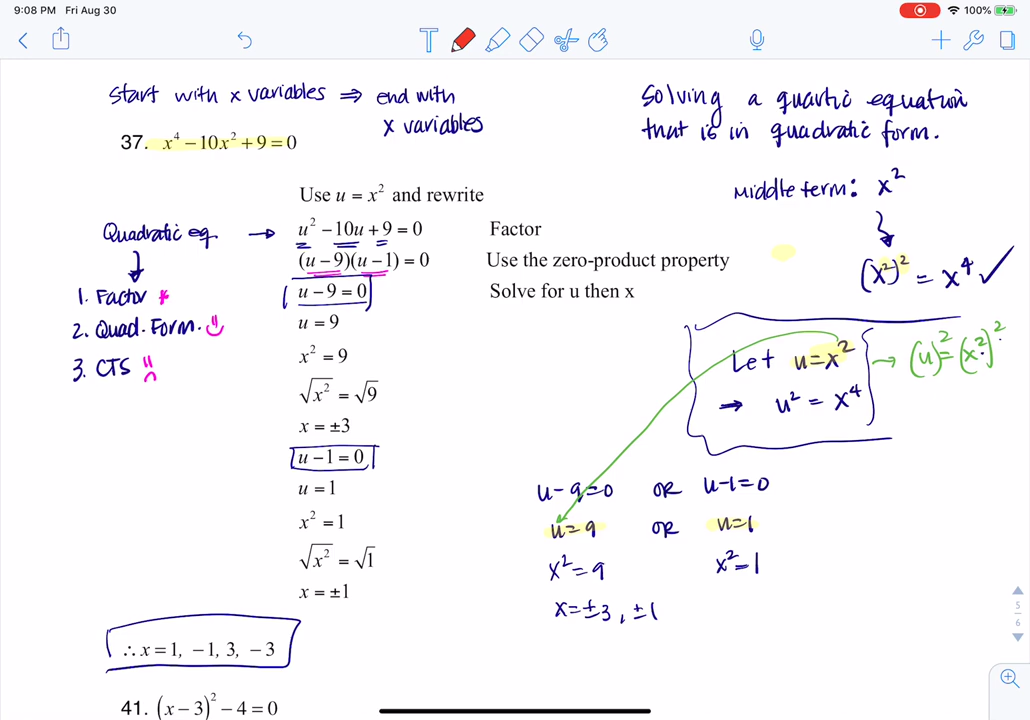 9:08 PM Fri Aug 30
100%
T
Start with x variables ⇒ end with
x variables
37. x⁴ − 10x² + 9 = 0
Use u = x² and rewrite
Quadratic eq. → u² − 10u + 9 = 0 Factor
(u − 9)(u − 1) = 0 Use the zero-product property
1. Factor *
u − 9 = 0 Solve for u then x
2. Quad. Form.
u = 9
3. CTS
x² = 9
√x² = √9
x = ±3
u − 1 = 0
u = 1
x² = 1
√x² = √1
x = ±1
∴ x = 1, −1, 3, −3
41. (x − 3)² − 4 = 0
Solving a quartic equation
that is in quadratic form.
Middle term: x²
(x²)² = x⁴ ✓
Let u = x² → (u)² = (x²)²
⇒ u² = x⁴
u − 9 = 0 OR u − 1 = 0
u = 9 OR u = 1
x² = 9 x² = 1
x = ±3, ±1
5
6